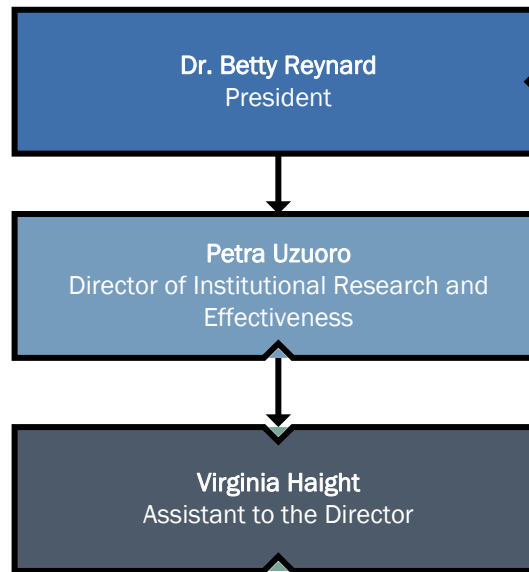 Dr. Betty Reynard
President
Petra Uzuoro
Director of Institutional Research and
Effectiveness
Virginia Haight
Assistant to the Director